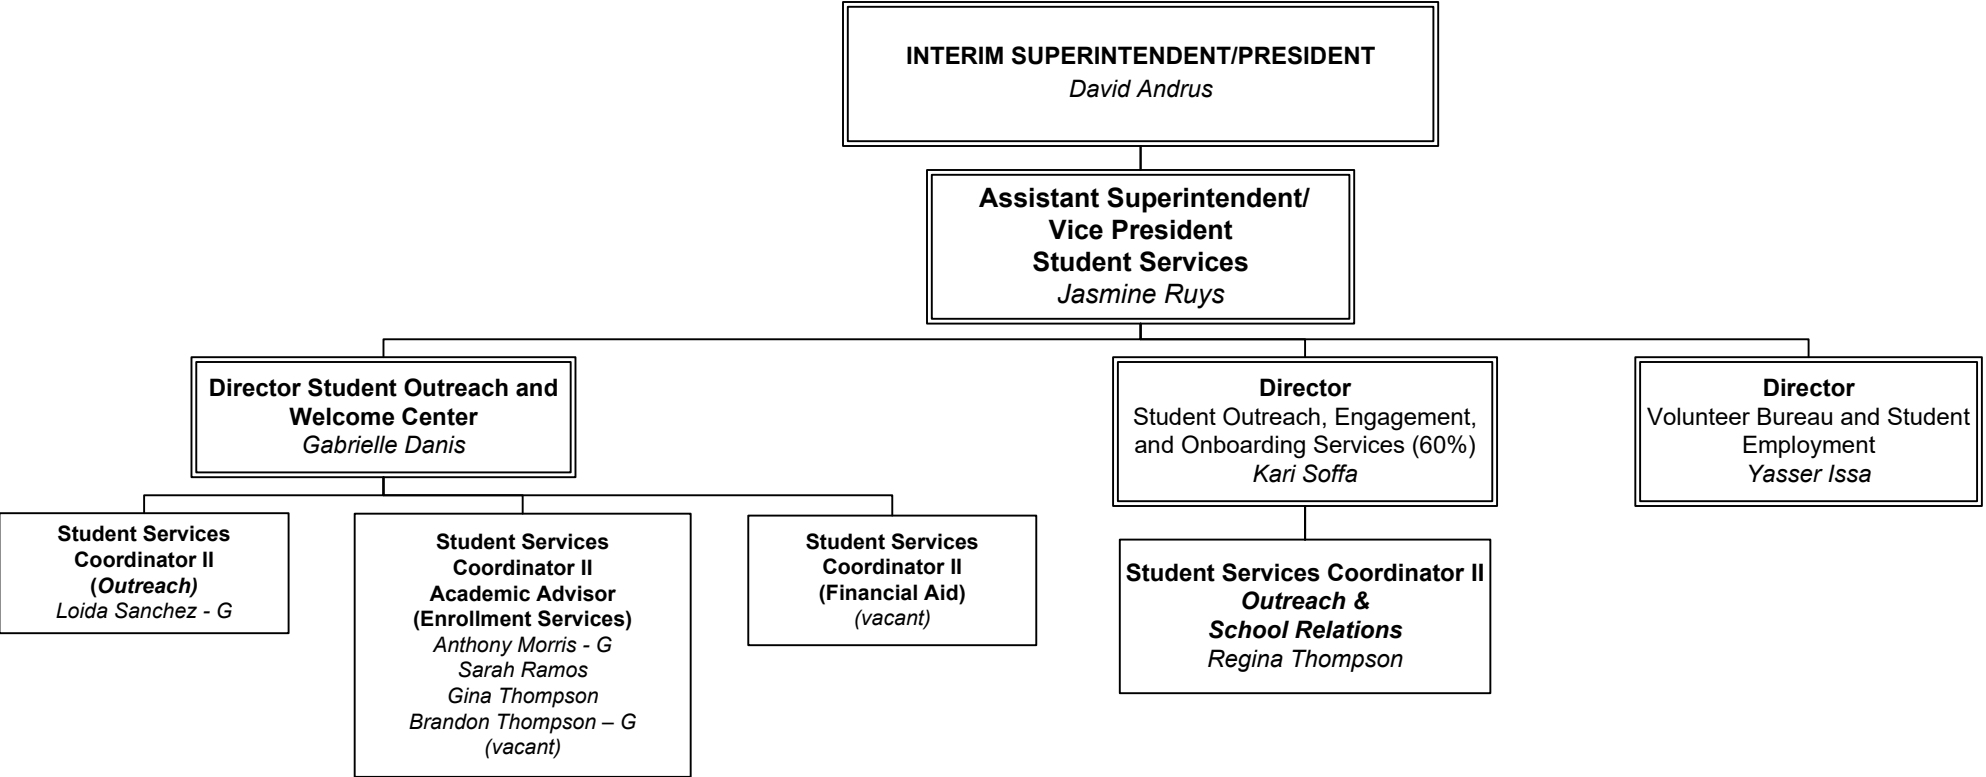 INTERIM SUPERINTENDENT/PRESIDENT
David Andrus
Assistant Superintendent/
Vice President
Student Services
Jasmine Ruys
Director Student Outreach and
Welcome Center
Gabrielle Danis
Director
Student Outreach, Engagement,
and Onboarding Services (60%)
Kari Soffa
Director
Volunteer Bureau and Student
Employment
Yasser Issa
Student Services
Coordinator II
(Outreach)
Loida Sanchez - G
Student Services
Coordinator II
Academic Advisor
(Enrollment Services)
Anthony Morris - G
Sarah Ramos
Gina Thompson
Brandon Thompson – G
(vacant)
Student Services
Coordinator II
(Financial Aid)
(vacant)
Student Services Coordinator II
Outreach &
School Relations
Regina Thompson